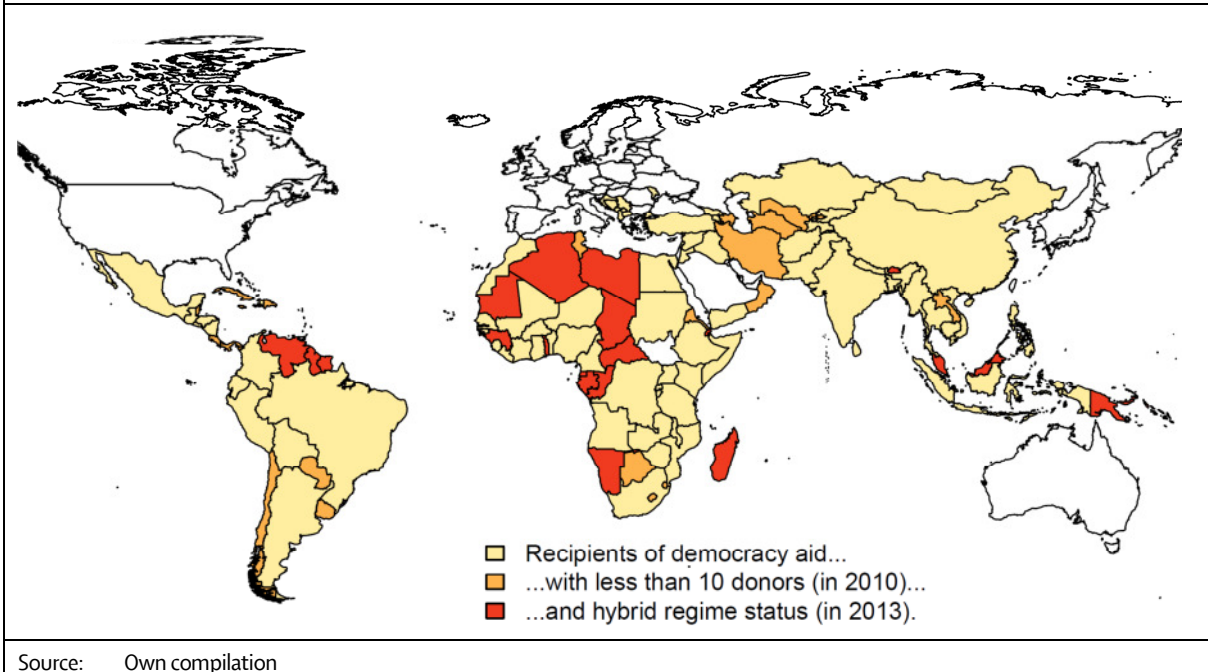 Recipients of democracy aid...
...with less than 10 donors (in 2010)...
...and hybrid regime status (in 2013).
Source: Own compilation